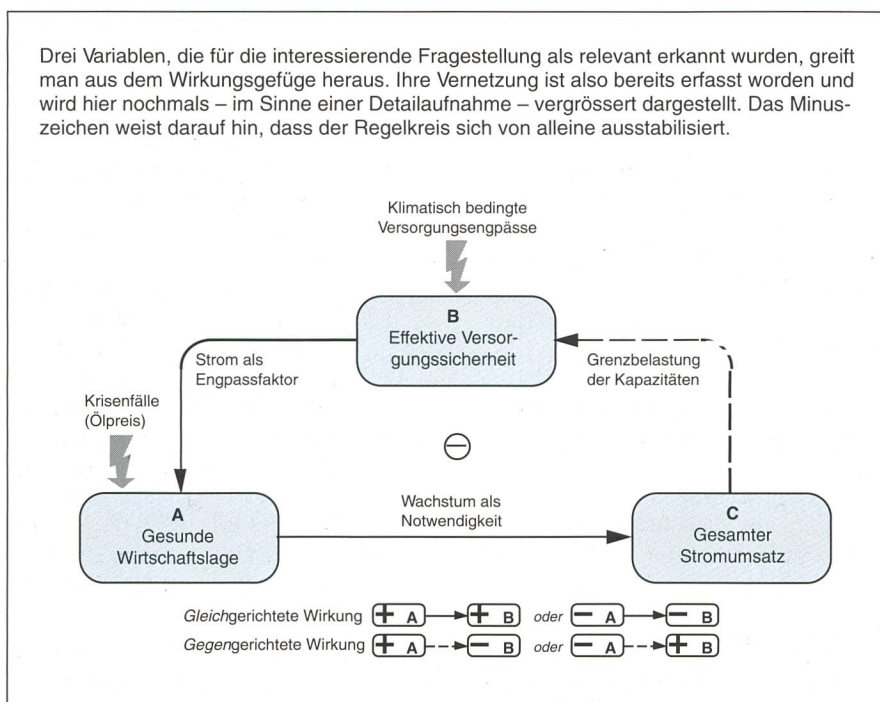 Drei Variablen, die für die interessierende Fragestellung als relevant erkannt wurden, greift
man aus dem Wirkungsgefüge heraus. Ihre Vernetzung ist also bereits erfasst worden und
wird hier nochmals – im Sinne einer Detailaufnahme – vergrössert dargestellt. Das Minus-
zeichen weist darauf hin, dass der Regelkreis sich von alleine ausstabilisiert.
Klimatisch bedingte
Versorgungsengpässe
B
Effektive Versor-
gungssicherheit
Strom als
Engpassfaktor
Grenzbelastung
der Kapazitäten
Krisenfälle
(Ölpreis)
−
A
Gesunde
Wirtschaftslage
Wachstum als
Notwendigkeit
C
Gesamter
Stromumsatz
Gleichgerichtete Wirkung + A + B oder − A − B
Gegengerichtete Wirkung + A − B oder − A + B